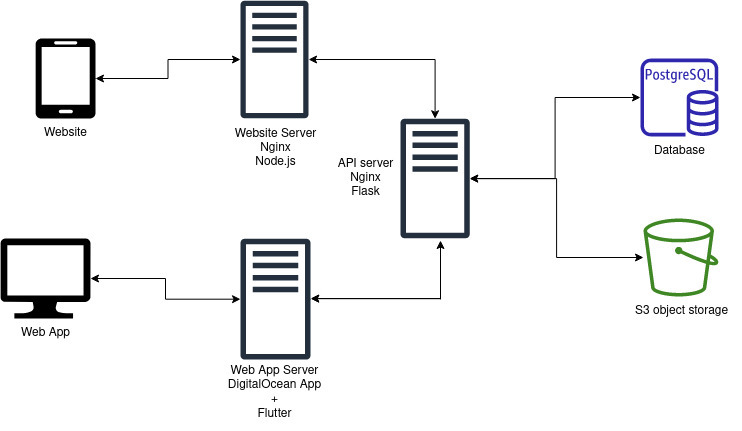 Website
Website Server
Nginx
Node.js
API server
Nginx
Flask
PostgreSQL
Database
Web App
Web App Server
DigitalOcean App
+
Flutter
S3 object storage